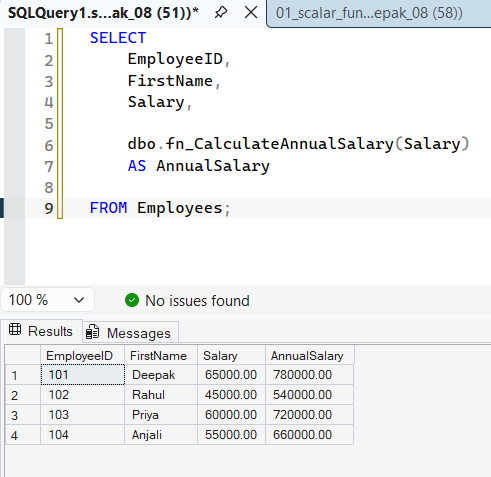 SQLQuery1.s...ak_08 (51))* 01_scalar_fun...epak_08 (58))
1 SELECT
2 EmployeeID,
3 FirstName,
4 Salary,
5
6 dbo.fn_CalculateAnnualSalary(Salary)
7 AS AnnualSalary
8
9 FROM Employees;
100 % No issues found
Results Messages
EmployeeID FirstName Salary AnnualSalary
1 101 Deepak 65000.00 780000.00
2 102 Rahul 45000.00 540000.00
3 103 Priya 60000.00 720000.00
4 104 Anjali 55000.00 660000.00